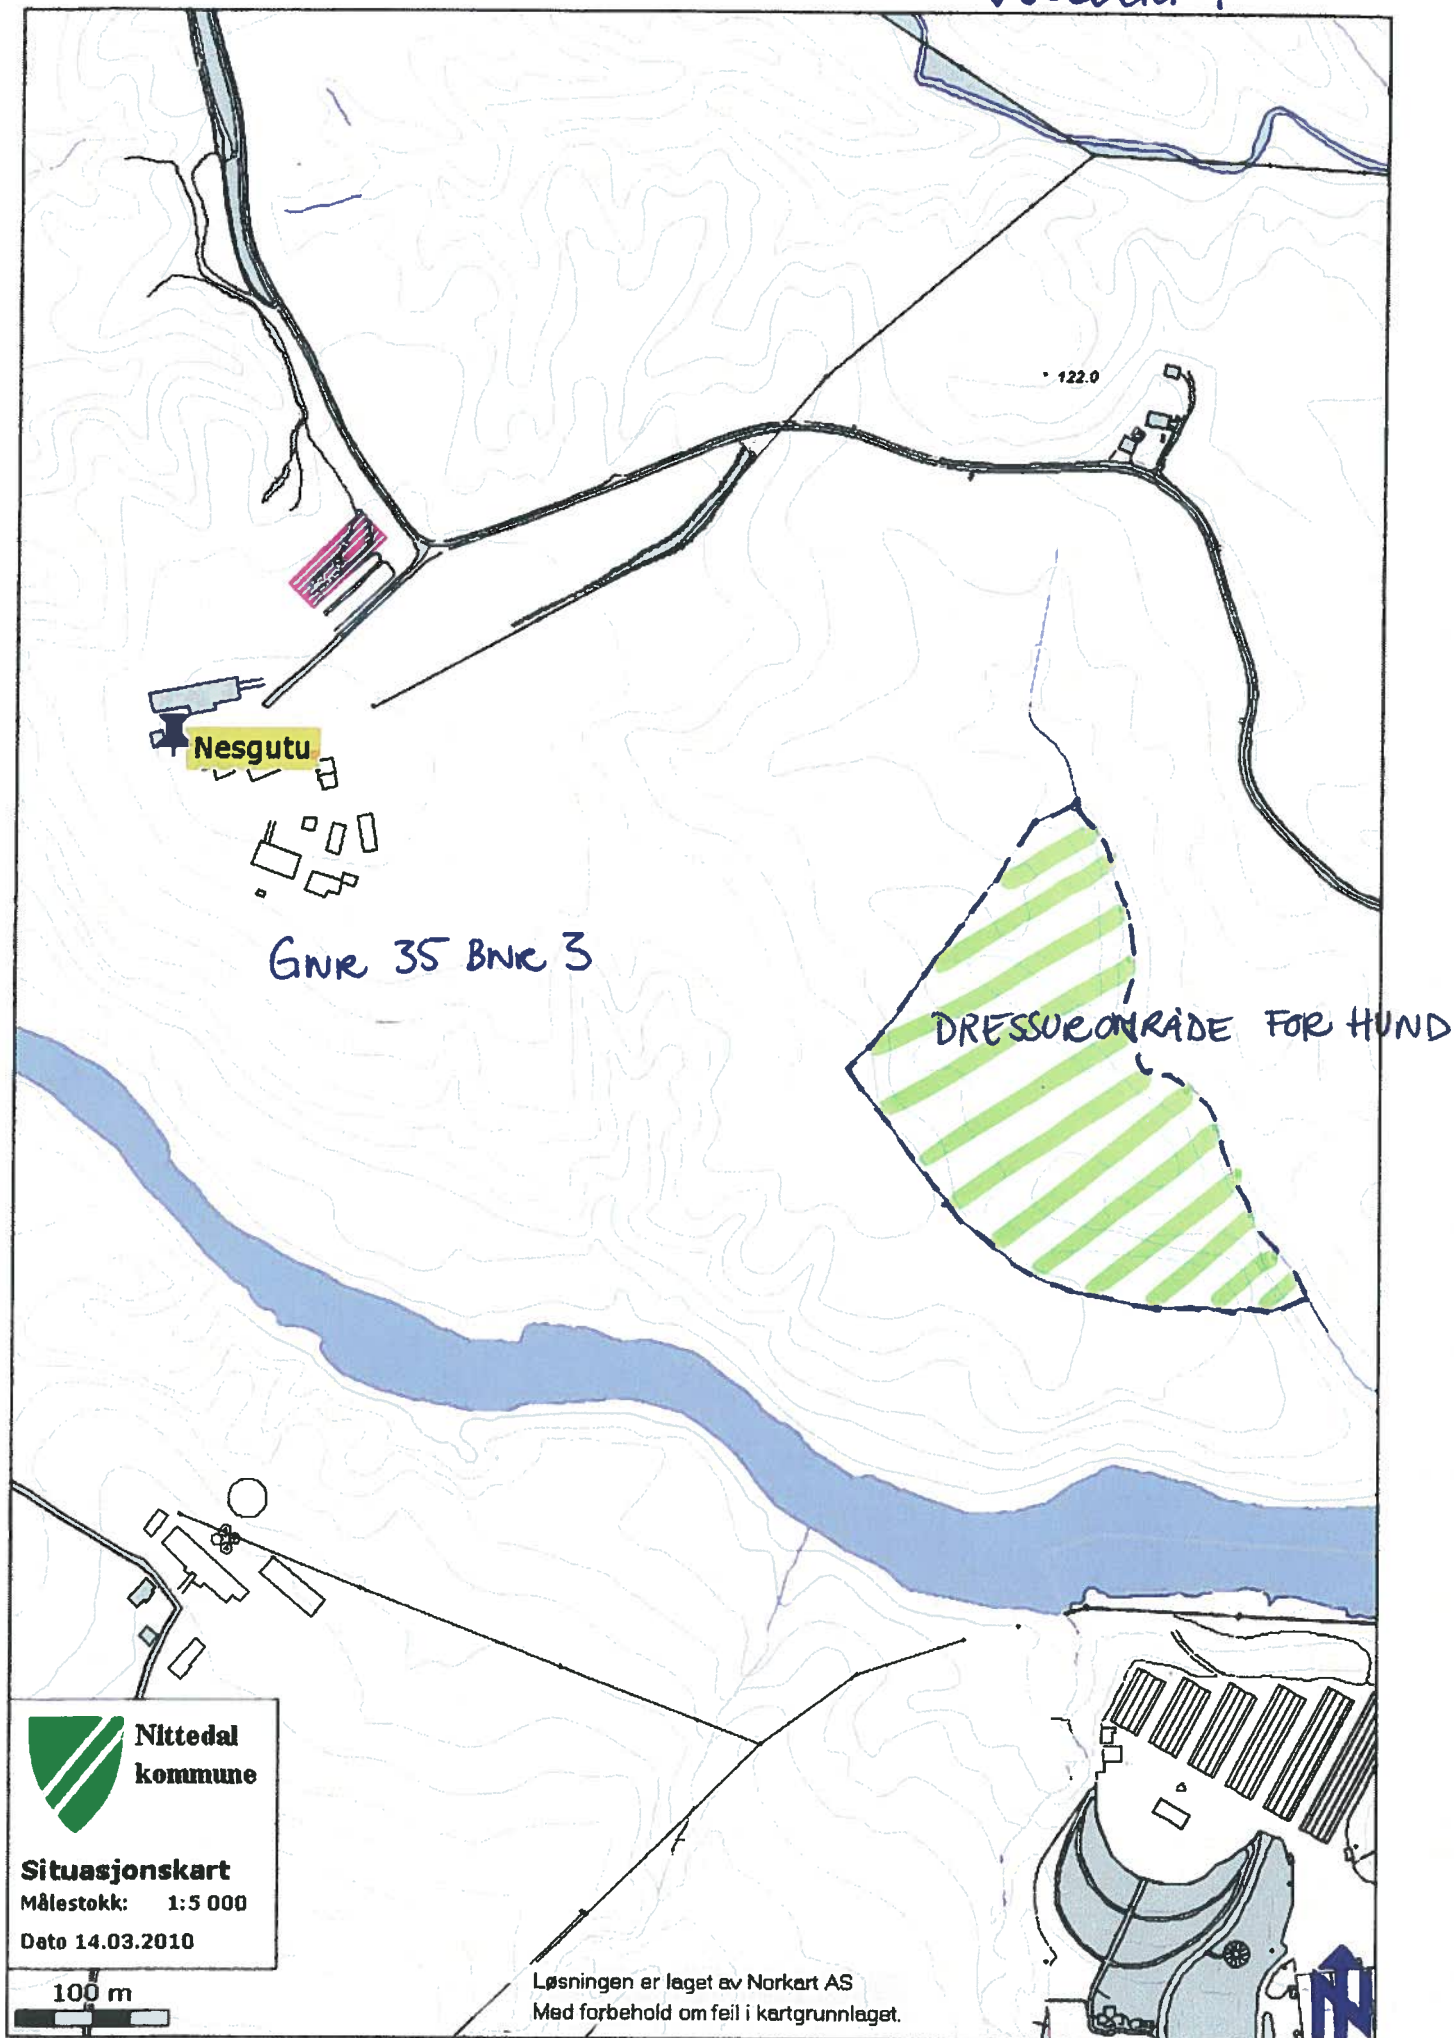 122.0
Nesgutu
GNR 35 BNR 3
DRESSUROMRÅDE FOR HUND
Nittedal
kommune
Situasjonskart
Målestokk: 1:5 000
Dato 14.03.2010
100 m
Løsningen er laget av Norkart AS
Med forbehold om feil i kartgrunnlaget.
N